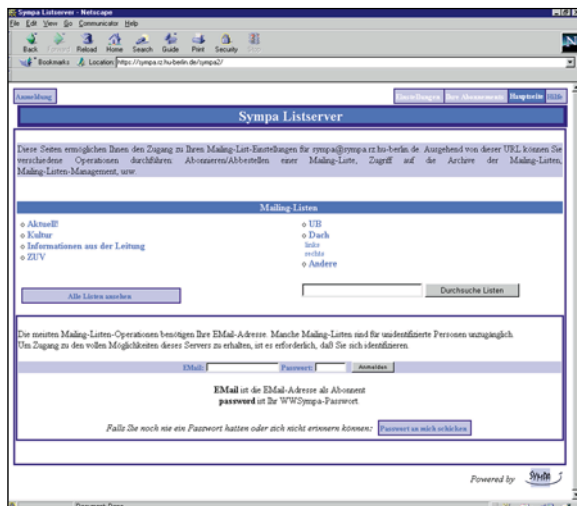 Sympa Listserver - Netscape
File Edit View Go Communicator Help
Back Forward Reload Home Search Guide Print Security
Bookmarks Location: https://sympa.rz.hu-berlin.de/sympa2/
Anmeldung Einstellungen Ihre Abonnements Hauptseite Hilfe
Sympa Listserver
Diese Seiten ermöglichen Ihnen den Zugang zu Ihren Mailing-List-Einstellungen für sympa@sympa.rz.hu-berlin.de. Ausgehend von dieser URL können Sie
verschiedene Operationen durchführen: Abonnieren/Abbestellen einer Mailing-Liste, Zugriff auf die Archive der Mailing-Listen,
Mailing-Listen-Management, usw.
Mailing-Listen
Aktuell!
Kultur
Informationen aus der Leitung
ZUV
UB
Dach
links
rechts
Andere
Alle Listen ansehen
Durchsuche Listen
Die meisten Mailing-Listen-Operationen benötigen Ihre EMail-Adresse. Manche Mailing-Listen sind für unidentifizierte Personen unzugänglich.
Um Zugang zu den vollen Möglichkeiten dieses Servers zu erhalten, ist es erforderlich, daß Sie sich identifizieren.
EMail: Passwort: Anmelden
EMail ist die EMail-Adresse als Abonnent
password ist Ihr WWSympa-Passwort
Falls Sie noch nie ein Passwort hatten oder sich nicht erinnern können: Passwort an mich schicken
Powered by SYMPA
Document: Done